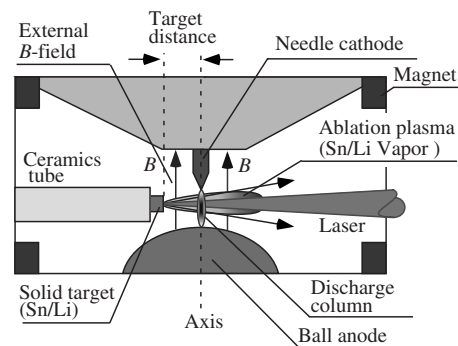 Target
distance
External
B-field
Needle cathode
Magnet
Ablation plasma
(Sn/Li Vapor )
Ceramics
tube
B
B
Laser
Solid target
(Sn/Li)
Axis
Discharge
column
Ball anode